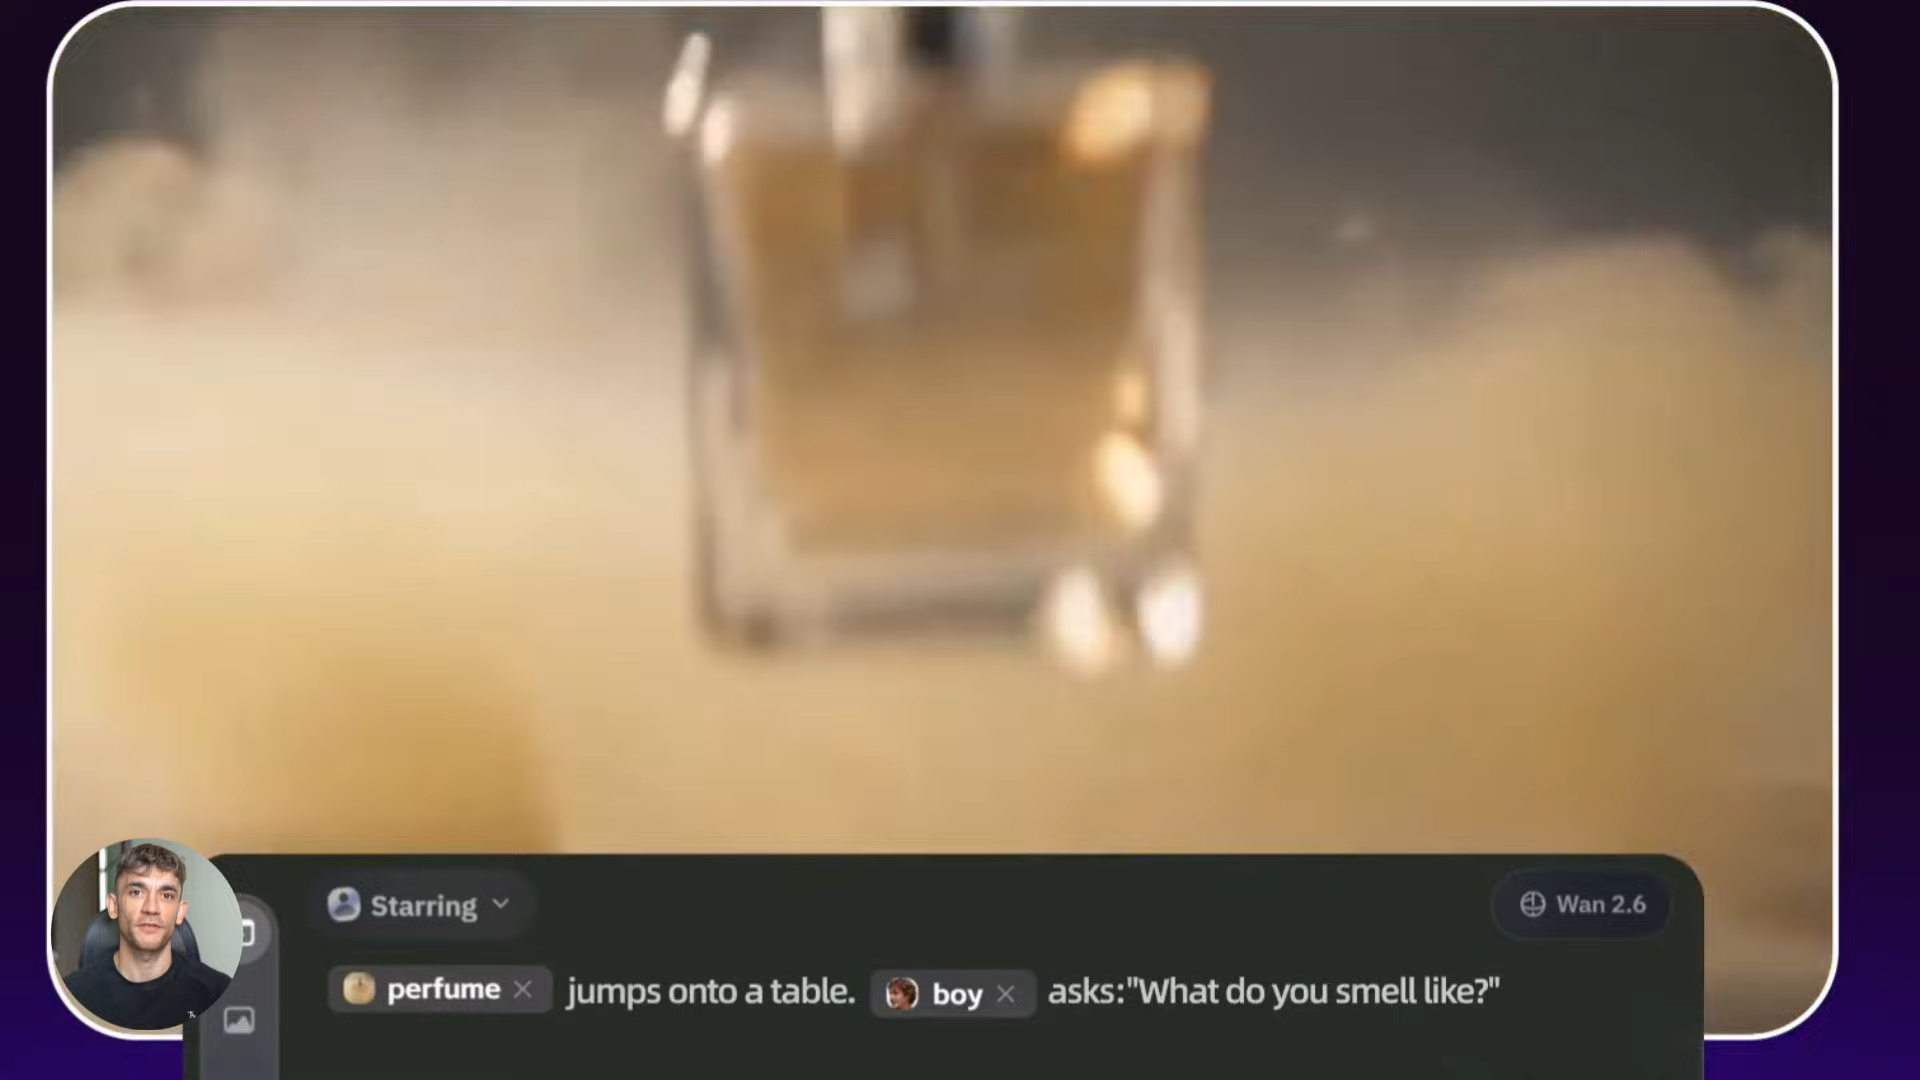 Starring
Wan 2.6
perfume jumps onto a table. boy asks:"What do you smell like?"